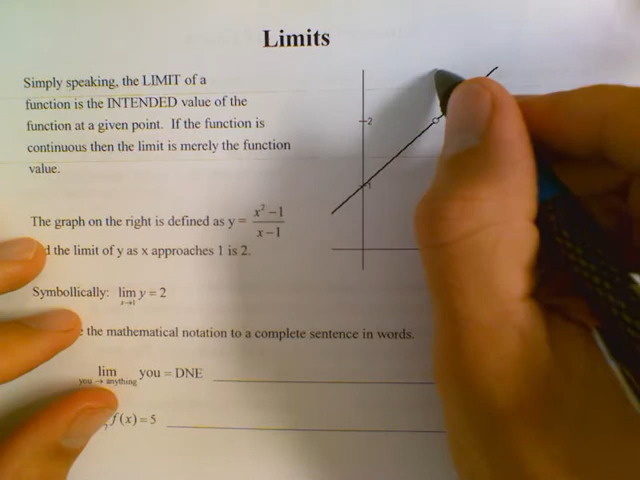 Limits
Simply speaking, the LIMIT of a
function is the INTENDED value of the
function at a given point. If the function is
continuous then the limit is merely the function
value.
2
1
The graph on the right is defined as y = x² − 1 / x − 1
the limit of y as x approaches 1 is 2.
Symbollically: lim x→1 y = 2
the mathematical notation to a complete sentence in words.
lim you → anything you = DNE
f(x) = 5